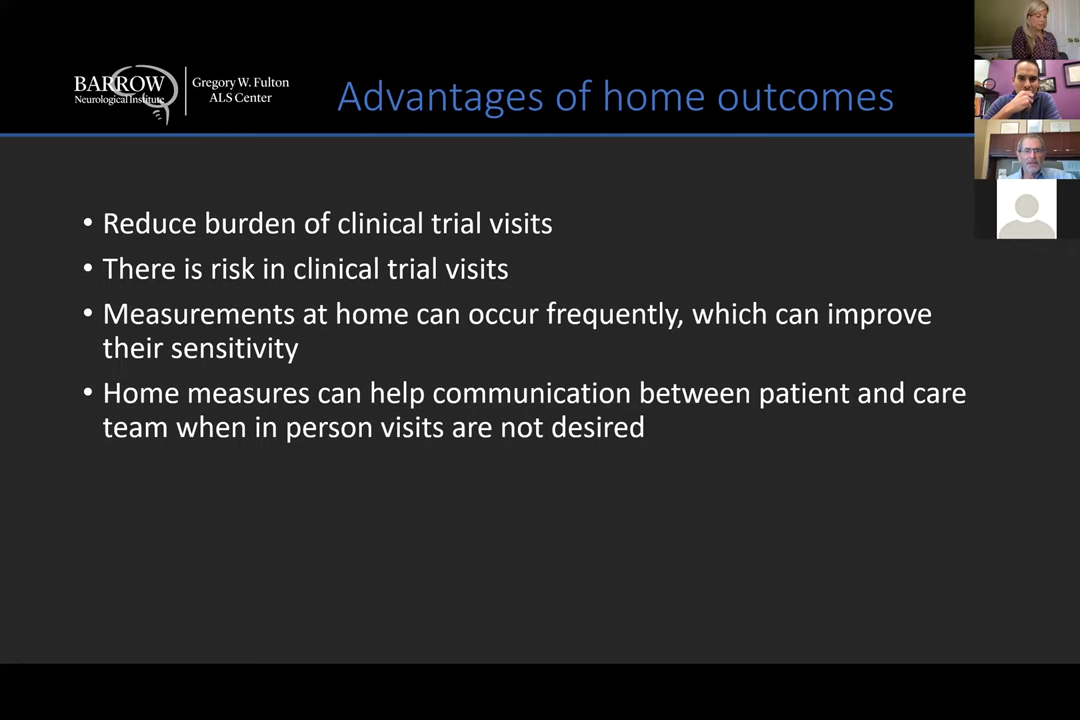 BARROW
Neurological Institute
Gregory W. Fulton
ALS Center
Advantages of home outcomes
• Reduce burden of clinical trial visits
• There is risk in clinical trial visits
• Measurements at home can occur frequently, which can improve
their sensitivity
• Home measures can help communication between patient and care
team when in person visits are not desired